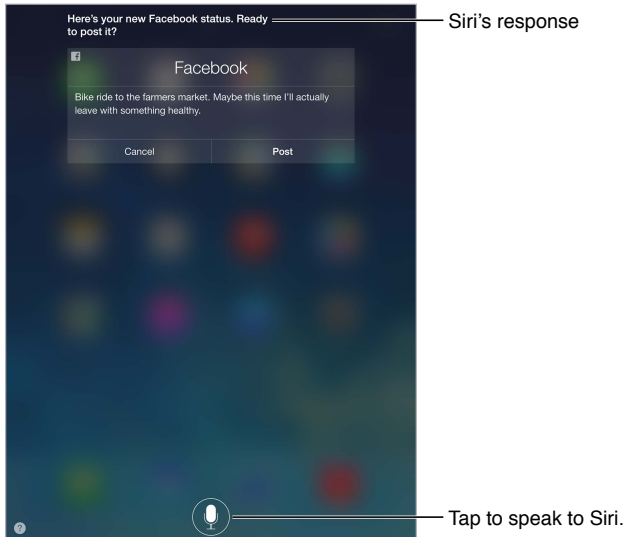 Here's your new Facebook status. Ready
to post it?
Siri's response
f
Facebook
Bike ride to the farmers market. Maybe this time I'll actually
leave with something healthy.
Cancel
Post
?
Tap to speak to Siri.